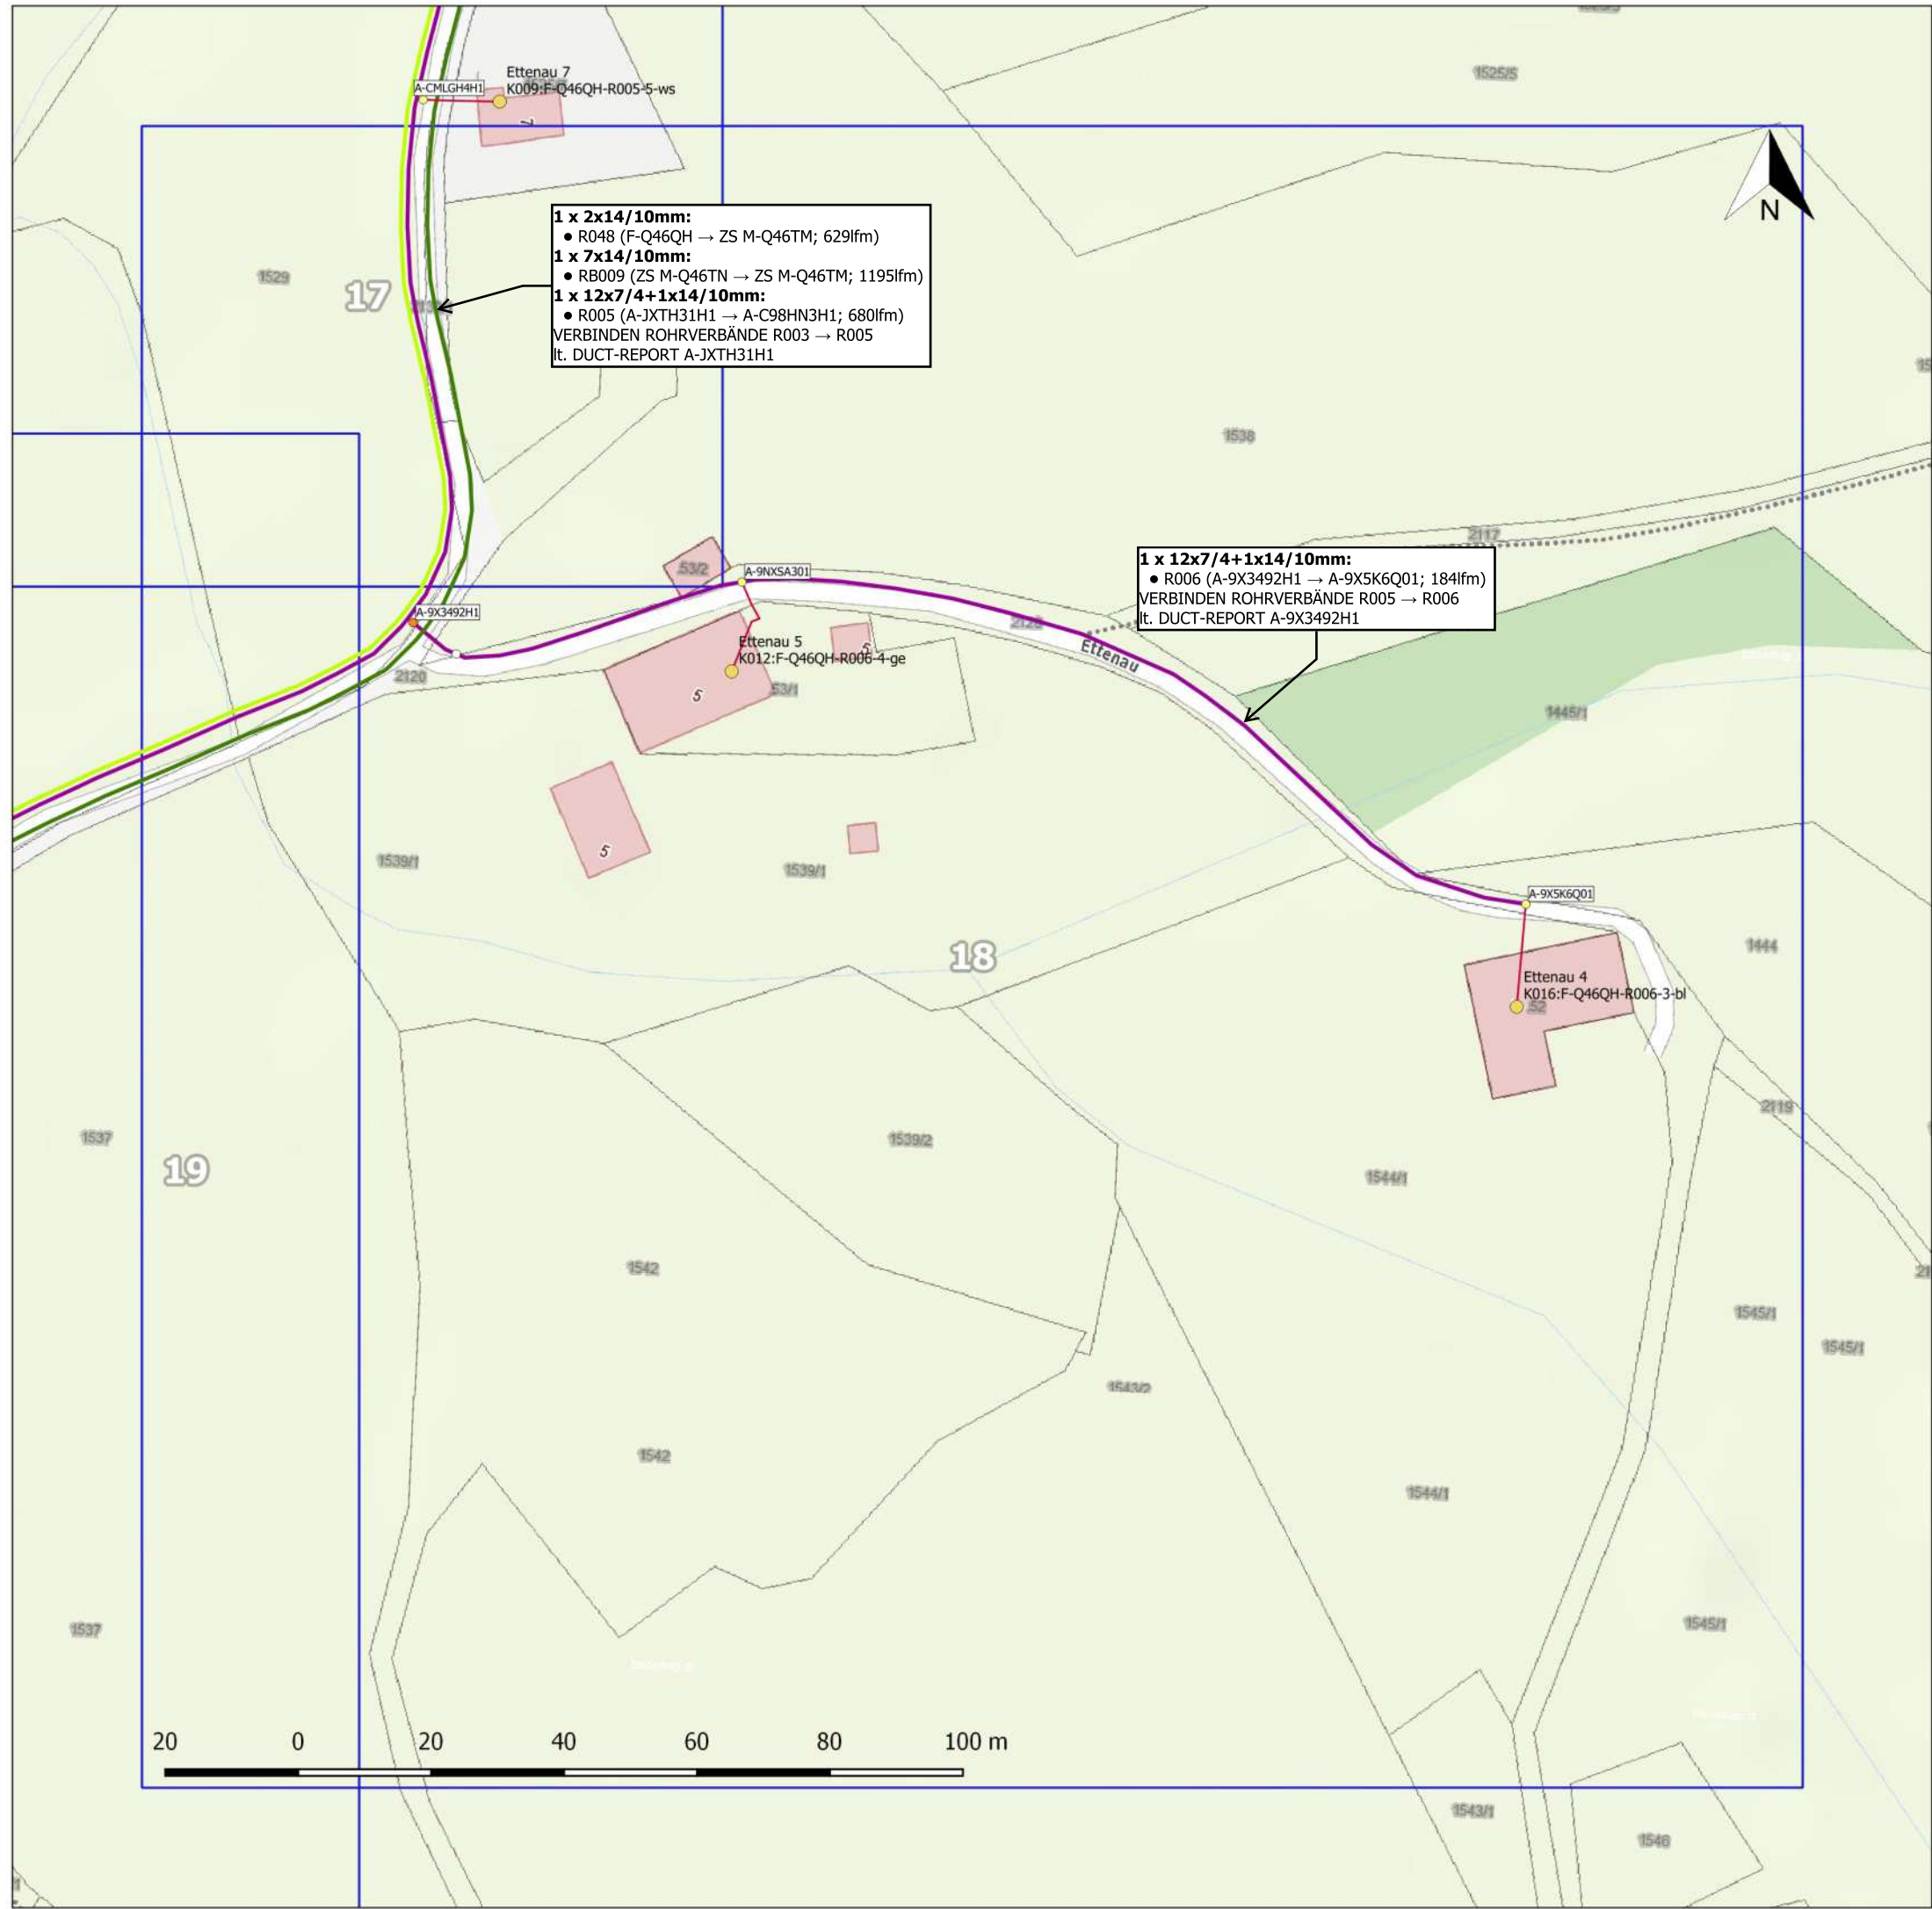 1525/5
Ettenau 7
A-CMLGH4H1
K009:F-Q46QH-R005-5-ws
7
N
1 x 2x14/10mm:
● R048 (F-Q46QH → ZS M-Q46TM; 629lfm)
1 x 7x14/10mm:
● RB009 (ZS M-Q46TN → ZS M-Q46TM; 1195lfm)
1 x 12x7/4+1x14/10mm:
● R005 (A-JXTH31H1 → A-C98HN3H1; 680lfm)
VERBINDEN ROHRVERBÄNDE R003 → R005
lt. DUCT-REPORT A-JXTH31H1
1529
17
1538
2117
1 x 12x7/4+1x14/10mm:
● R006 (A-9X3492H1 → A-9X5K6Q01; 184lfm)
VERBINDEN ROHRVERBÄNDE R005 → R006
lt. DUCT-REPORT A-9X3492H1
.53/2
A-9NXSA301
A-9X3492H1
Ettenau 5
K012:F-Q46QH-R006-4-ge
5
Ettenau
2120
5
.53/1
1445/1
5
1539/1
1539/1
A-9X5K6Q01
18
1444
Ettenau 4
K016:F-Q46QH-R006-3-bl
.52
2119
1537
1539/2
19
1544/1
1542
1545/1
1545/1
1543/2
1542
1544/1
1537
1545/1
20 0 20 40 60 80 100 m
1543/1
1546